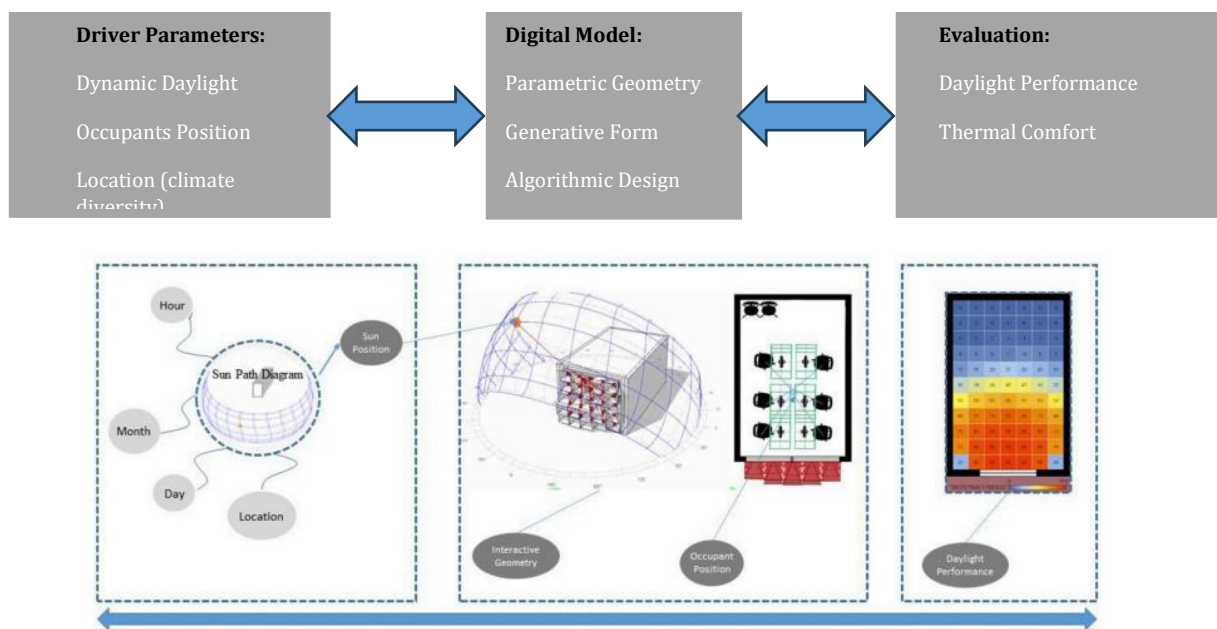 Driver Parameters:
Dynamic Daylight
Occupants Position
Location (climate
diversity)
Digital Model:
Parametric Geometry
Generative Form
Algorithmic Design
Evaluation:
Daylight Performance
Thermal Comfort
Hour
Sun Path Diagram
Month
Day
Location
Sun
Position
Interactive
Geometry
Occupant
Position
Daylight
Performance